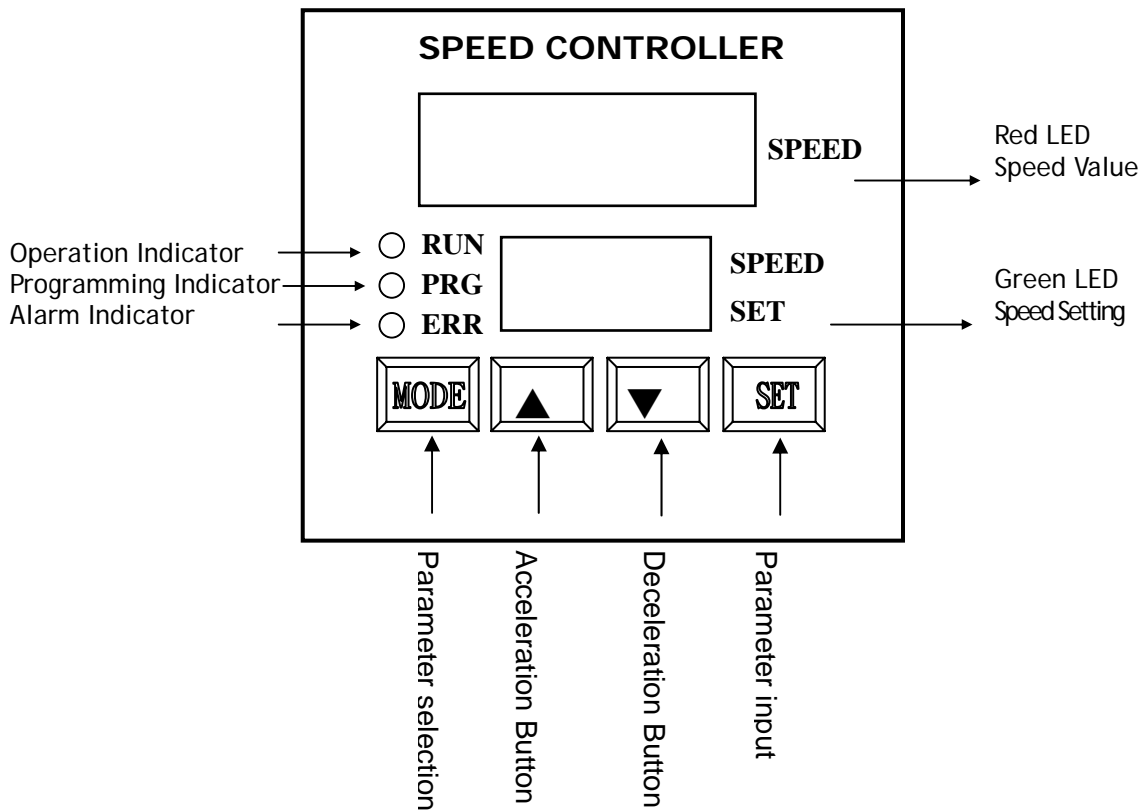 SPEED CONTROLLER
SPEED
Red LED
Speed Value
Operation Indicator
Programming Indicator
Alarm Indicator
RUN
PRG
ERR
SPEED
SET
Green LED
Speed Setting
MODE
SET
Parameter selection
Acceleration Button
Deceleration Button
Parameter input